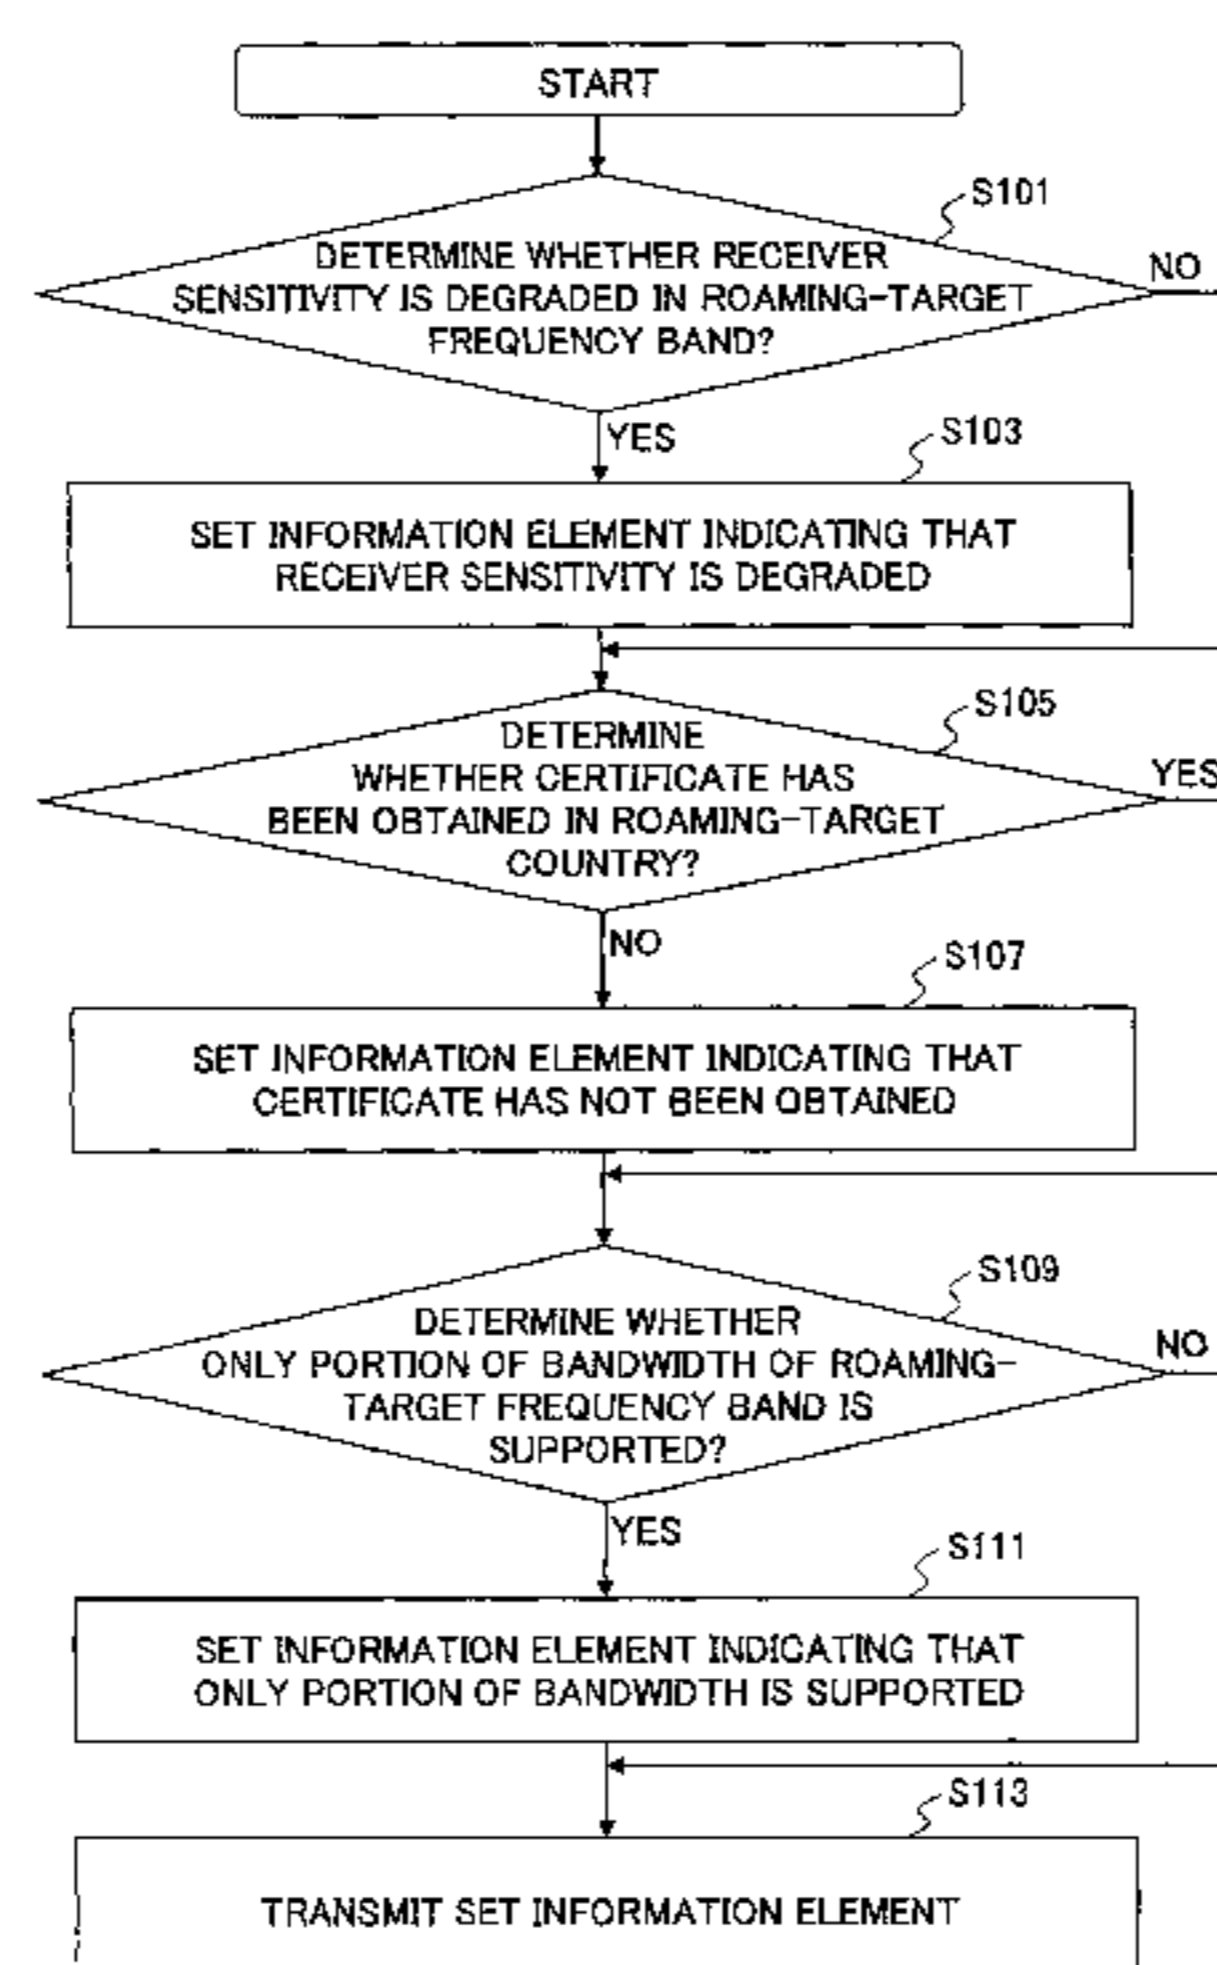 START
S101
DETERMINE WHETHER RECEIVER
SENSITIVITY IS DEGRADED IN ROAMING-TARGET
FREQUENCY BAND?
NO
YES
S103
SET INFORMATION ELEMENT INDICATING THAT
RECEIVER SENSITIVITY IS DEGRADED
S105
DETERMINE
WHETHER CERTIFICATE HAS
BEEN OBTAINED IN ROAMING-TARGET
COUNTRY?
YES
NO
S107
SET INFORMATION ELEMENT INDICATING THAT
CERTIFICATE HAS NOT BEEN OBTAINED
S109
DETERMINE WHETHER
ONLY PORTION OF BANDWIDTH OF ROAMING-
TARGET FREQUENCY BAND IS
SUPPORTED?
NO
YES
S111
SET INFORMATION ELEMENT INDICATING THAT
ONLY PORTION OF BANDWIDTH IS SUPPORTED
S113
TRANSMIT SET INFORMATION ELEMENT